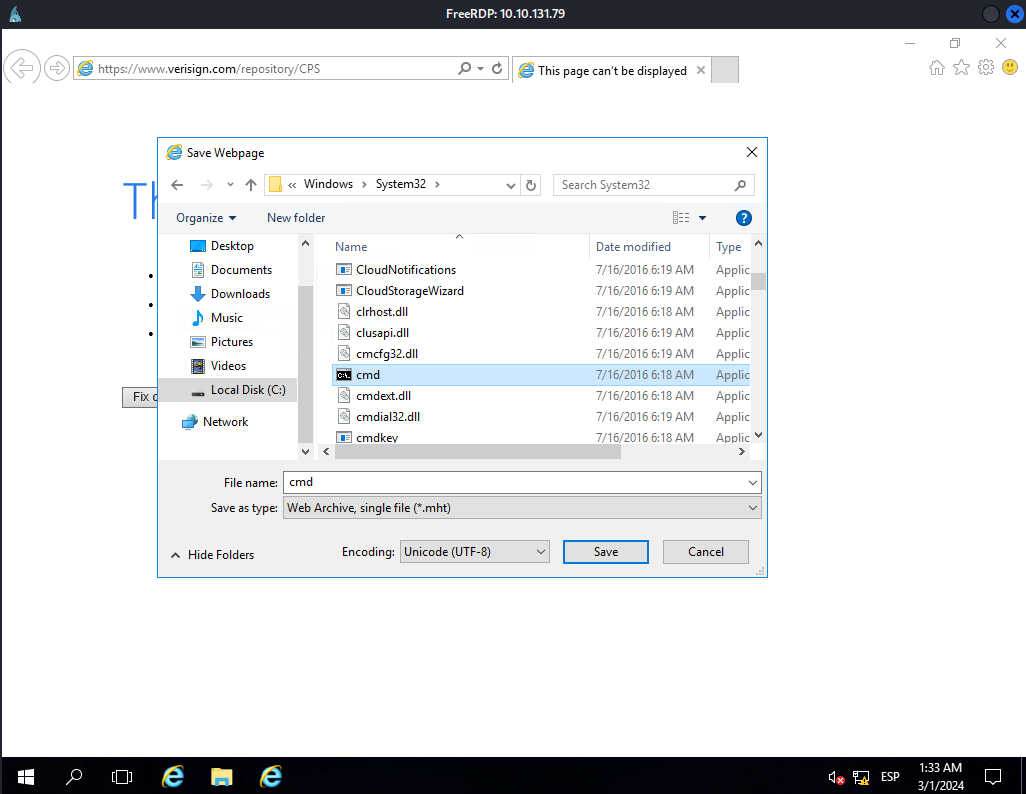 FreeRDP: 10.10.131.79
https://www.verisign.com/repository/CPS
This page can't be displayed
Save Webpage
« Windows › System32 ›
Search System32
Organize
New folder
Name
Date modified
Type
Desktop
Documents
Downloads
Music
Pictures
Videos
Local Disk (C:)
Network
CloudNotifications 7/16/2016 6:19 AM Applic
CloudStorageWizard 7/16/2016 6:19 AM Applic
clrhost.dll 7/16/2016 6:18 AM Applic
clusapi.dll 7/16/2016 6:19 AM Applic
cmcfg32.dll 7/16/2016 6:19 AM Applic
cmd 7/16/2016 6:18 AM Applic
cmdext.dll 7/16/2016 6:18 AM Applic
cmdial32.dll 7/16/2016 6:19 AM Applic
cmdkey 7/16/2016 6:18 AM Applic
Th
Fix c
File name: cmd
Save as type: Web Archive, single file (*.mht)
Hide Folders
Encoding: Unicode (UTF-8)
Save
Cancel
ESP
1:33 AM
3/1/2024